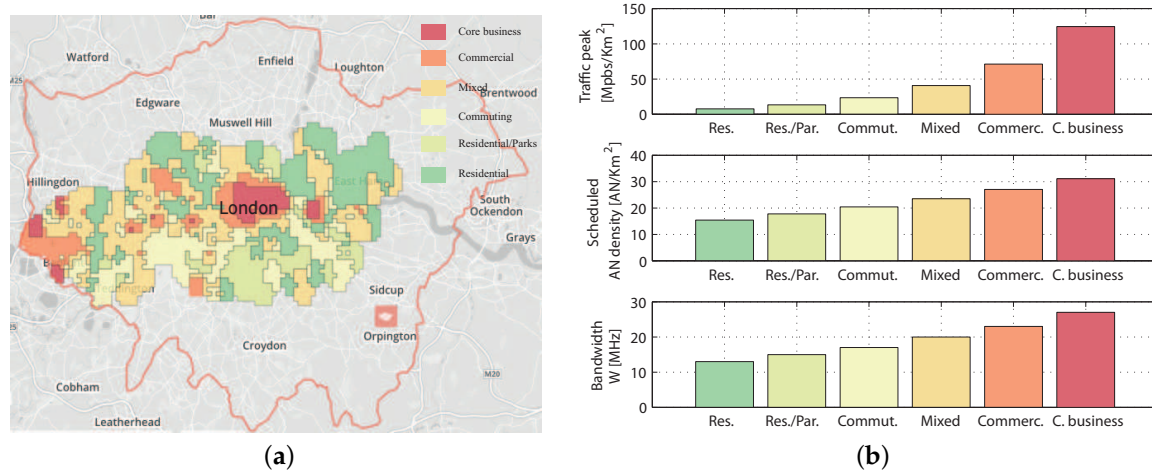 Bar
M25
Watford
Enfield
Loughton
Brentwood
Edgware
Muswell Hill
Hillingdon
East Ham
London
South
Ockendon
Grays
Teddington
Sidcup
Orpington
Croydon
M20
Cobham
Leatherhead
Core business
Commercial
Mixed
Commuting
Residential/Parks
Residential
(a)
Traffic peak
[Mpbs/Km²]
150
100
50
0
Res.
Res./Par.
Commut.
Mixed
Commerc.
C. business
Scheduled
AN density [AN/Km²]
40
30
20
10
0
Res.
Res./Par.
Commut.
Mixed
Commerc.
C. business
Bandwidth
W [MHz]
30
20
10
0
Res.
Res./Par.
Commut.
Mixed
Commerc.
C. business
(b)